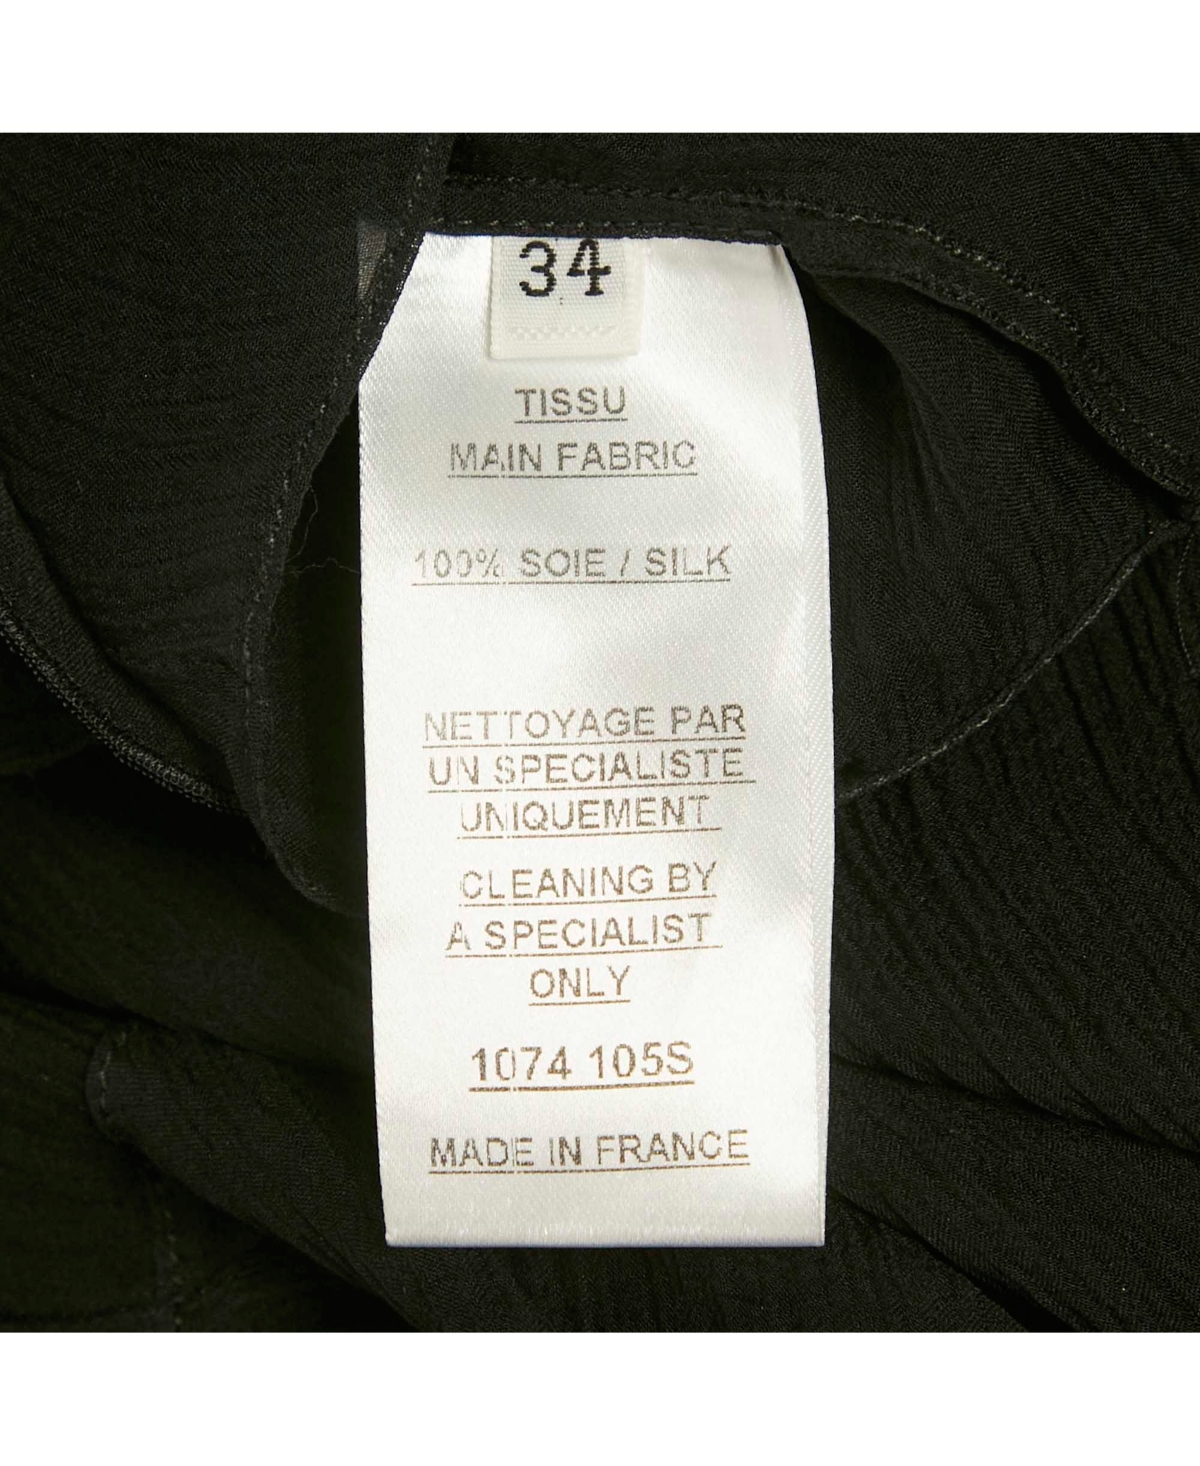 34
TISSU
MAIN FABRIC
100% SOIE / SILK
NETTOYAGE PAR
UN SPECIALISTE
UNIQUEMENT
CLEANING BY
A SPECIALIST
ONLY
1074 105S
MADE IN FRANCE